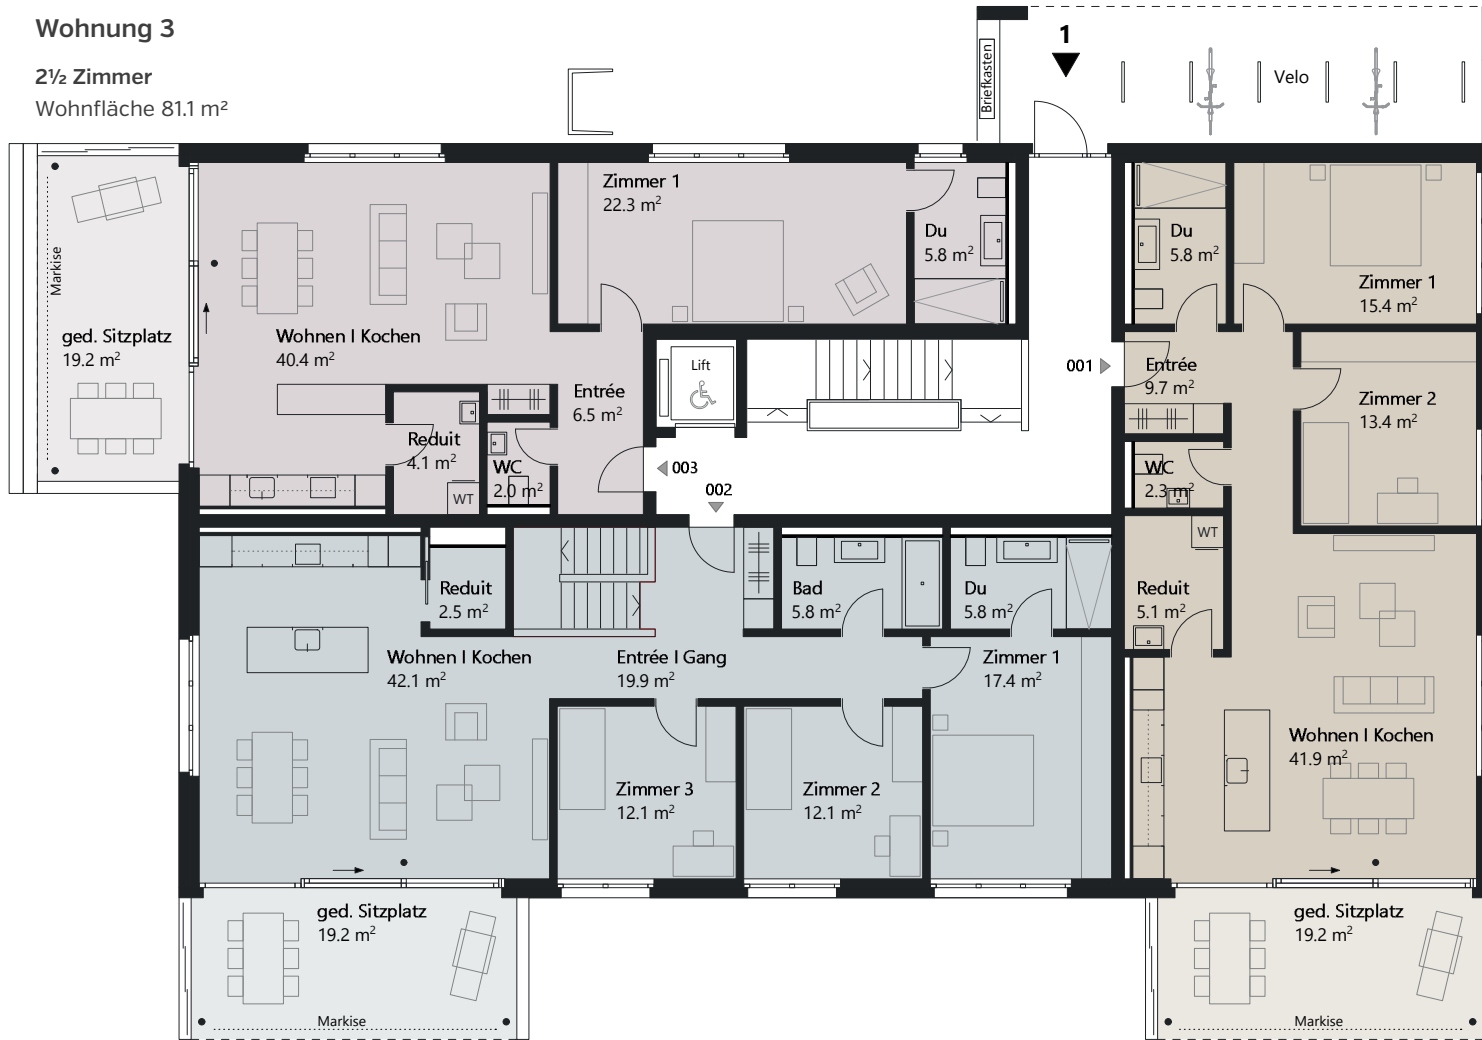 Wohnung 3
2½ Zimmer
Wohnfläche 81.1 m²
1
Briefkasten
Velo
Markise
ged. Sitzplatz
19.2 m²
Wohnen I Kochen
40.4 m²
Zimmer 1
22.3 m²
Du
5.8 m²
Entrée
6.5 m²
Reduit
4.1 m²
WT
WC
2.0 m²
Lift
003
002
001
Du
5.8 m²
Zimmer 1
15.4 m²
Entrée
9.7 m²
Zimmer 2
13.4 m²
WC
2.3 m²
WT
Reduit
5.1 m²
Wohnen I Kochen
41.9 m²
ged. Sitzplatz
19.2 m²
Markise
Reduit
2.5 m²
Bad
5.8 m²
Du
5.8 m²
Wohnen I Kochen
42.1 m²
Entrée I Gang
19.9 m²
Zimmer 1
17.4 m²
Zimmer 3
12.1 m²
Zimmer 2
12.1 m²
ged. Sitzplatz
19.2 m²
Markise